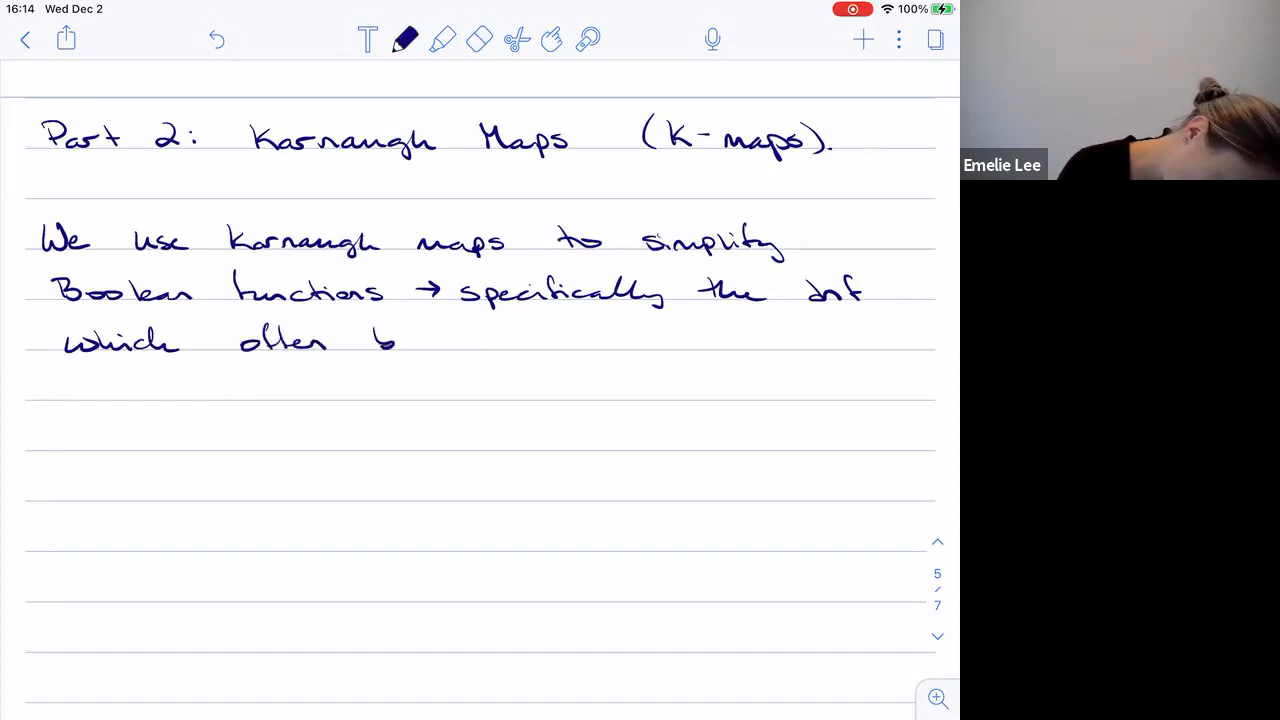 16:14 Wed Dec 2
100%
Part 2: Karnaugh Maps (K-maps).
We use Karnaugh maps to simplify
Boolean functions → specifically the dnf
which often b
5
/
7
Emelie Lee